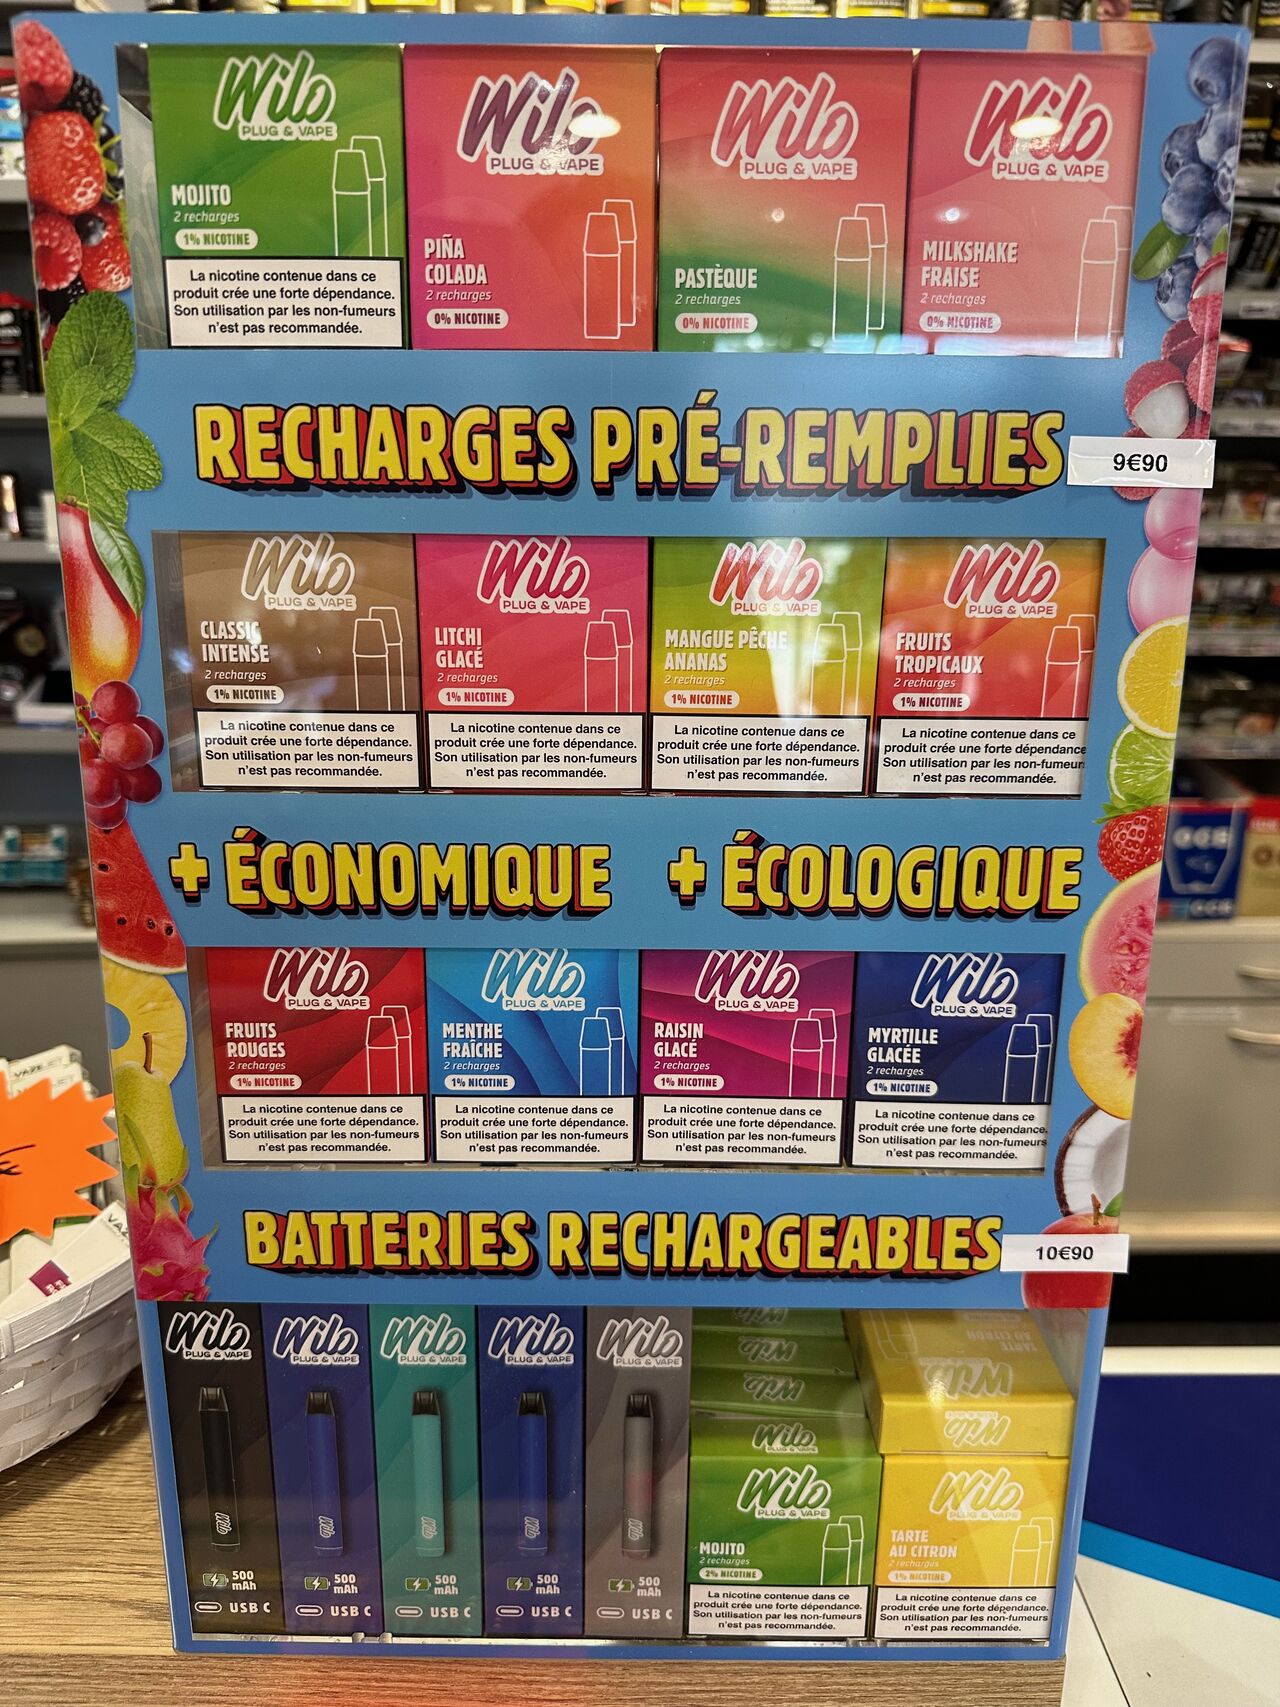 Wilo
PLUG & VAPE
MOJITO
2 recharges
1% NICOTINE
La nicotine contenue dans ce
produit crée une forte dépendance.
Son utilisation par les non-fumeurs
n'est pas recommandée.
Wilo
PLUG & VAPE
PIÑA
COLADA
2 recharges
0% NICOTINE
Wilo
PLUG & VAPE
PASTÈQUE
2 recharges
0% NICOTINE
Wilo
PLUG & VAPE
MILKSHAKE
FRAISE
2 recharges
0% NICOTINE
RECHARGES PRÉ-REMPLIES
9€90
Wilo
PLUG & VAPE
CLASSIC
INTENSE
2 recharges
1% NICOTINE
La nicotine contenue dans ce
produit crée une forte dépendance.
Son utilisation par les non-fumeurs
n'est pas recommandée.
Wilo
PLUG & VAPE
LITCHI
GLACÉ
2 recharges
1% NICOTINE
La nicotine contenue dans ce
produit crée une forte dépendance.
Son utilisation par les non-fumeurs
n'est pas recommandée.
Wilo
PLUG & VAPE
MANGUE PÊCHE
ANANAS
2 recharges
1% NICOTINE
La nicotine contenue dans ce
produit crée une forte dépendance.
Son utilisation par les non-fumeurs
n'est pas recommandée.
Wilo
PLUG & VAPE
FRUITS
TROPICAUX
2 recharges
1% NICOTINE
La nicotine contenue dans ce
produit crée une forte dépendance
Son utilisation par les non-fumeurs
n'est pas recommandée.
+ ÉCONOMIQUE + ÉCOLOGIQUE
OCB
OCB
Wilo
PLUG & VAPE
FRUITS
ROUGES
2 recharges
1% NICOTINE
La nicotine contenue dans ce
produit crée une forte dépendance.
Son utilisation par les non-fumeurs
n'est pas recommandée.
Wilo
PLUG & VAPE
MENTHE
FRAÎCHE
2 recharges
1% NICOTINE
La nicotine contenue dans ce
produit crée une forte dépendance.
Son utilisation par les non-fumeurs
n'est pas recommandée.
Wilo
PLUG & VAPE
RAISIN
GLACÉ
2 recharges
1% NICOTINE
La nicotine contenue dans ce
produit crée une forte dépendance.
Son utilisation par les non-fumeurs
n'est pas recommandée.
Wilo
PLUG & VAPE
MYRTILLE
GLACÉE
2 recharges
1% NICOTINE
La nicotine contenue dans ce
produit crée une forte dépendance.
Son utilisation par les non-fumeurs
n'est pas recommandée.
BATTERIES RECHARGEABLES
10€90
Wilo
PLUG & VAPE
Wilo
500
mAh
USB C
Wilo
PLUG & VAPE
Wilo
500
mAh
USB C
Wilo
PLUG & VAPE
Wilo
500
mAh
USB C
Wilo
PLUG & VAPE
Wilo
500
mAh
USB C
Wilo
PLUG & VAPE
Wilo
500
mAh
USB C
Wilo
Wilo
Wilo
PLUG & VAPE
Wilo
PLUG & VAPE
MOJITO
2 recharges
2% NICOTINE
La nicotine contenue dans ce
produit crée une forte dépendance.
Son utilisation par les non-fumeurs
n'est pas recommandée.
TARTE
AU CITRON
Wilo
Wilo
Wilo
PLUG & VAPE
TARTE
AU CITRON
2 recharges
1% NICOTINE
La nicotine contenue dans ce
produit crée une forte dépendance.
Son utilisation par les non-fumeurs
n'est pas recommandée.